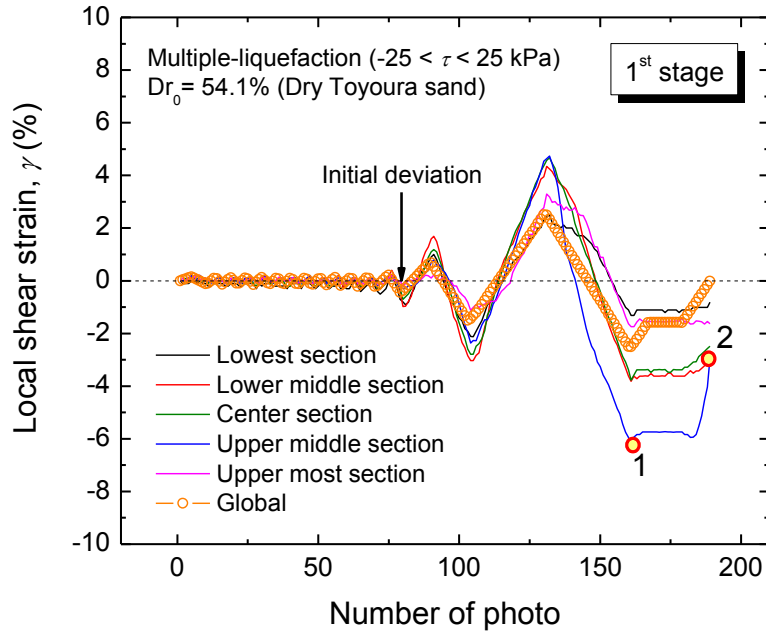 10
8
6
4
2
0
-2
-4
-6
-8
-10
Local shear strain, γ (%)
Multiple-liquefaction (-25 < τ < 25 kPa)
Dr0= 54.1% (Dry Toyoura sand)
1st stage
Initial deviation
Lowest section
Lower middle section
Center section
Upper middle section
Upper most section
Global
1
2
0 50 100 150 200
Number of photo